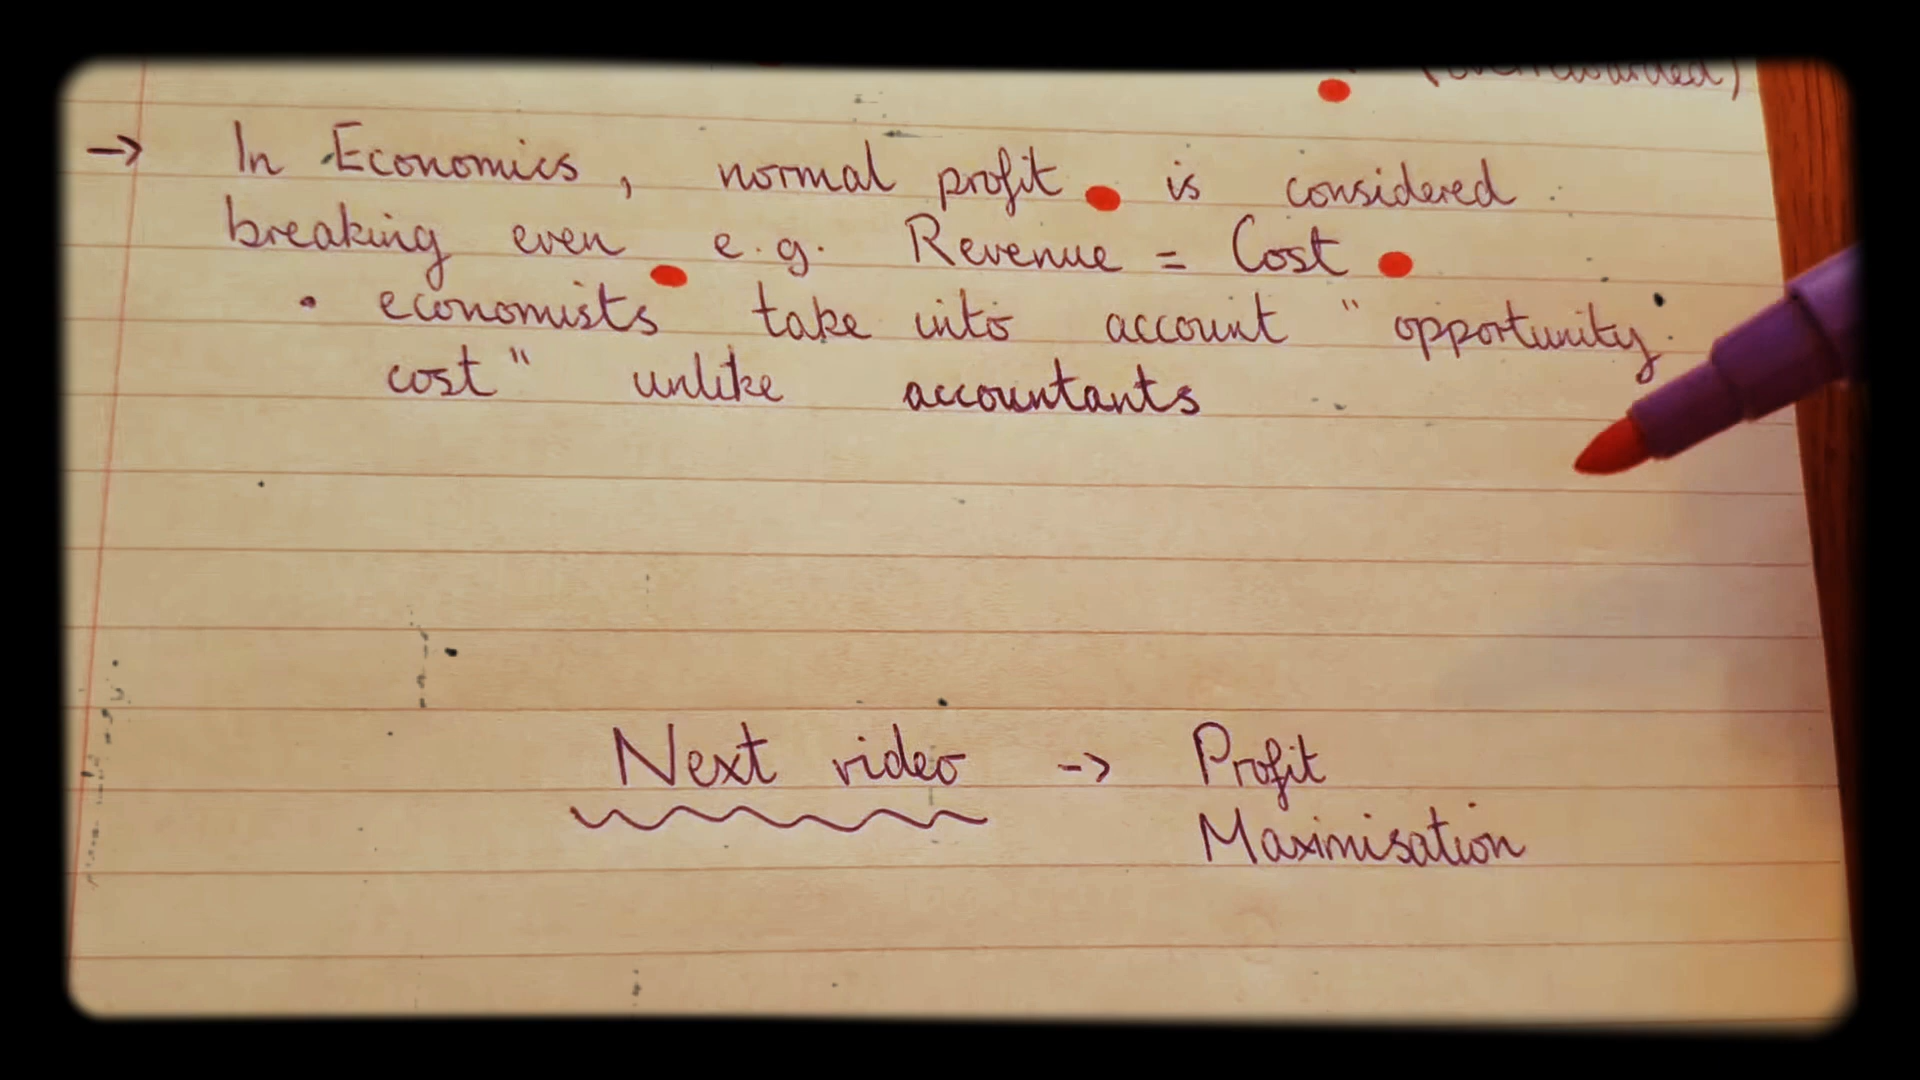 (overrewarded)
→ In Economics, normal profit is considered
breaking even e.g. Revenue = Cost
• economists take into account "opportunity
cost" unlike accountants
Next video -> Profit
Maximisation